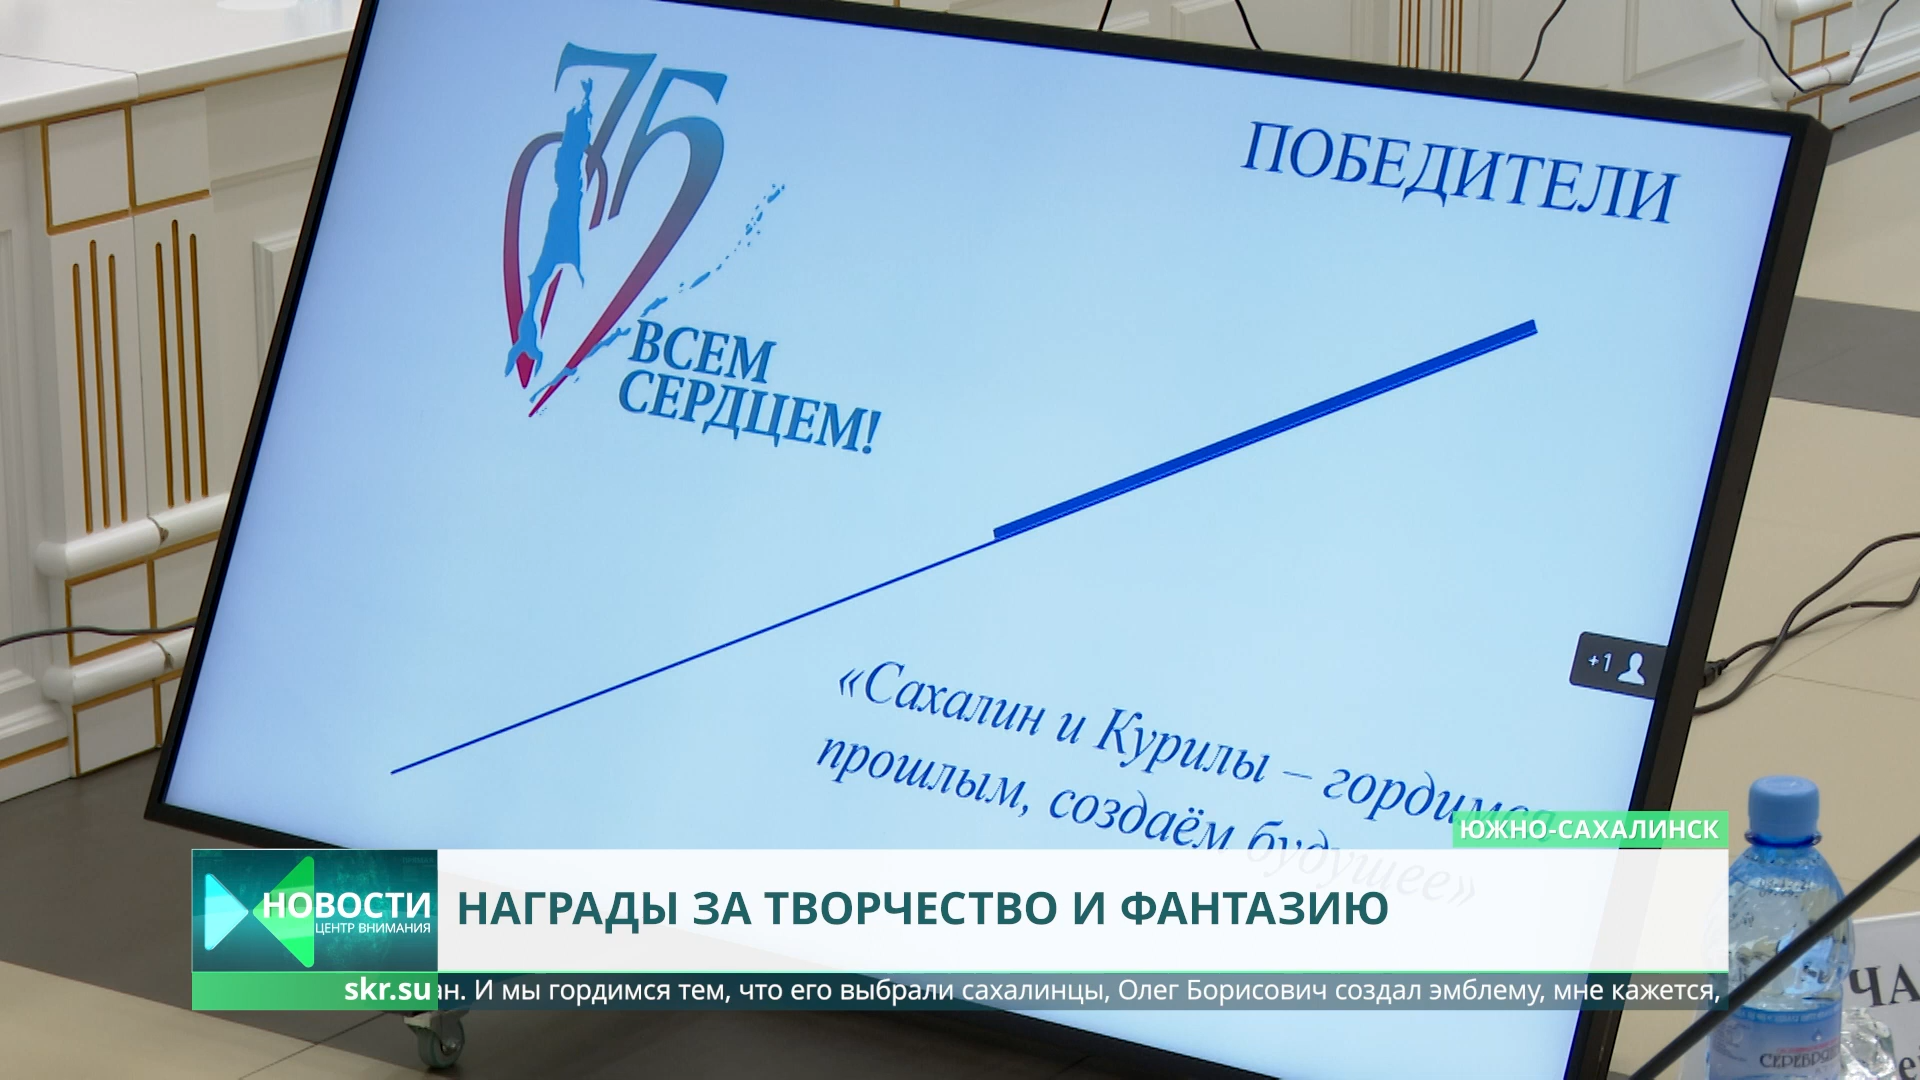 75
ВСЕМ
СЕРДЦЕМ!
ПОБЕДИТЕЛИ
«Сахалин и Курилы – гордимся
прошлым, создаём будущее»
+1
ЮЖНО-САХАЛИНСК
НОВОСТИ
ЦЕНТР ВНИМАНИЯ
НАГРАДЫ ЗА ТВОРЧЕСТВО И ФАНТАЗИЮ
skr.su
ан. И мы гордимся тем, что его выбрали сахалинцы, Олег Борисович создал эмблему, мне кажется,
ЧА